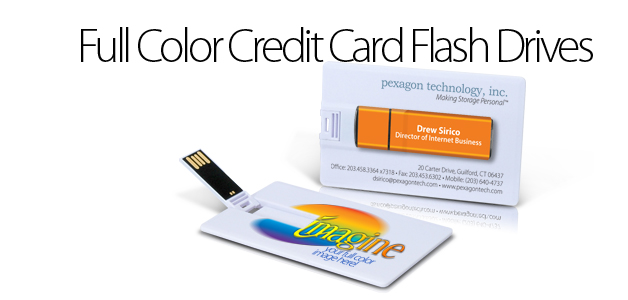 Full Color Credit Card Flash Drives
pexagon technology, inc.
Making Storage Personal™
Drew Sirico
Director of Internet Business
20 Carter Drive, Guilford, CT 06437
Office: 203.458.3364 x7318 • Fax: 203.453.6302 • Mobile: (203) 640-4737
dsirico@pexagontech.com • www.pexagontech.com
imagine
your full color
image here!